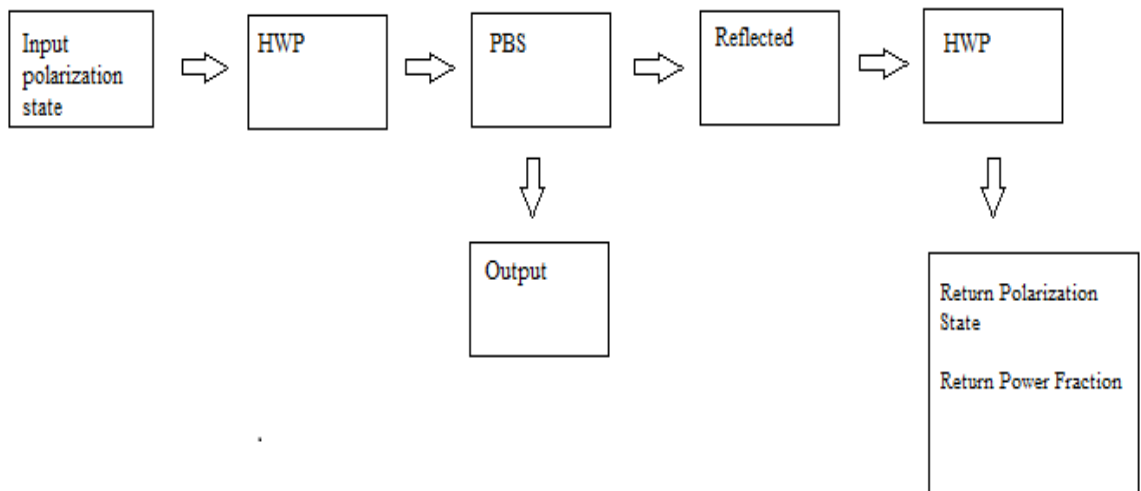 Input
polarization
state
HWP
PBS
Reflected
HWP
Output
Return Polarization
State
Return Power Fraction